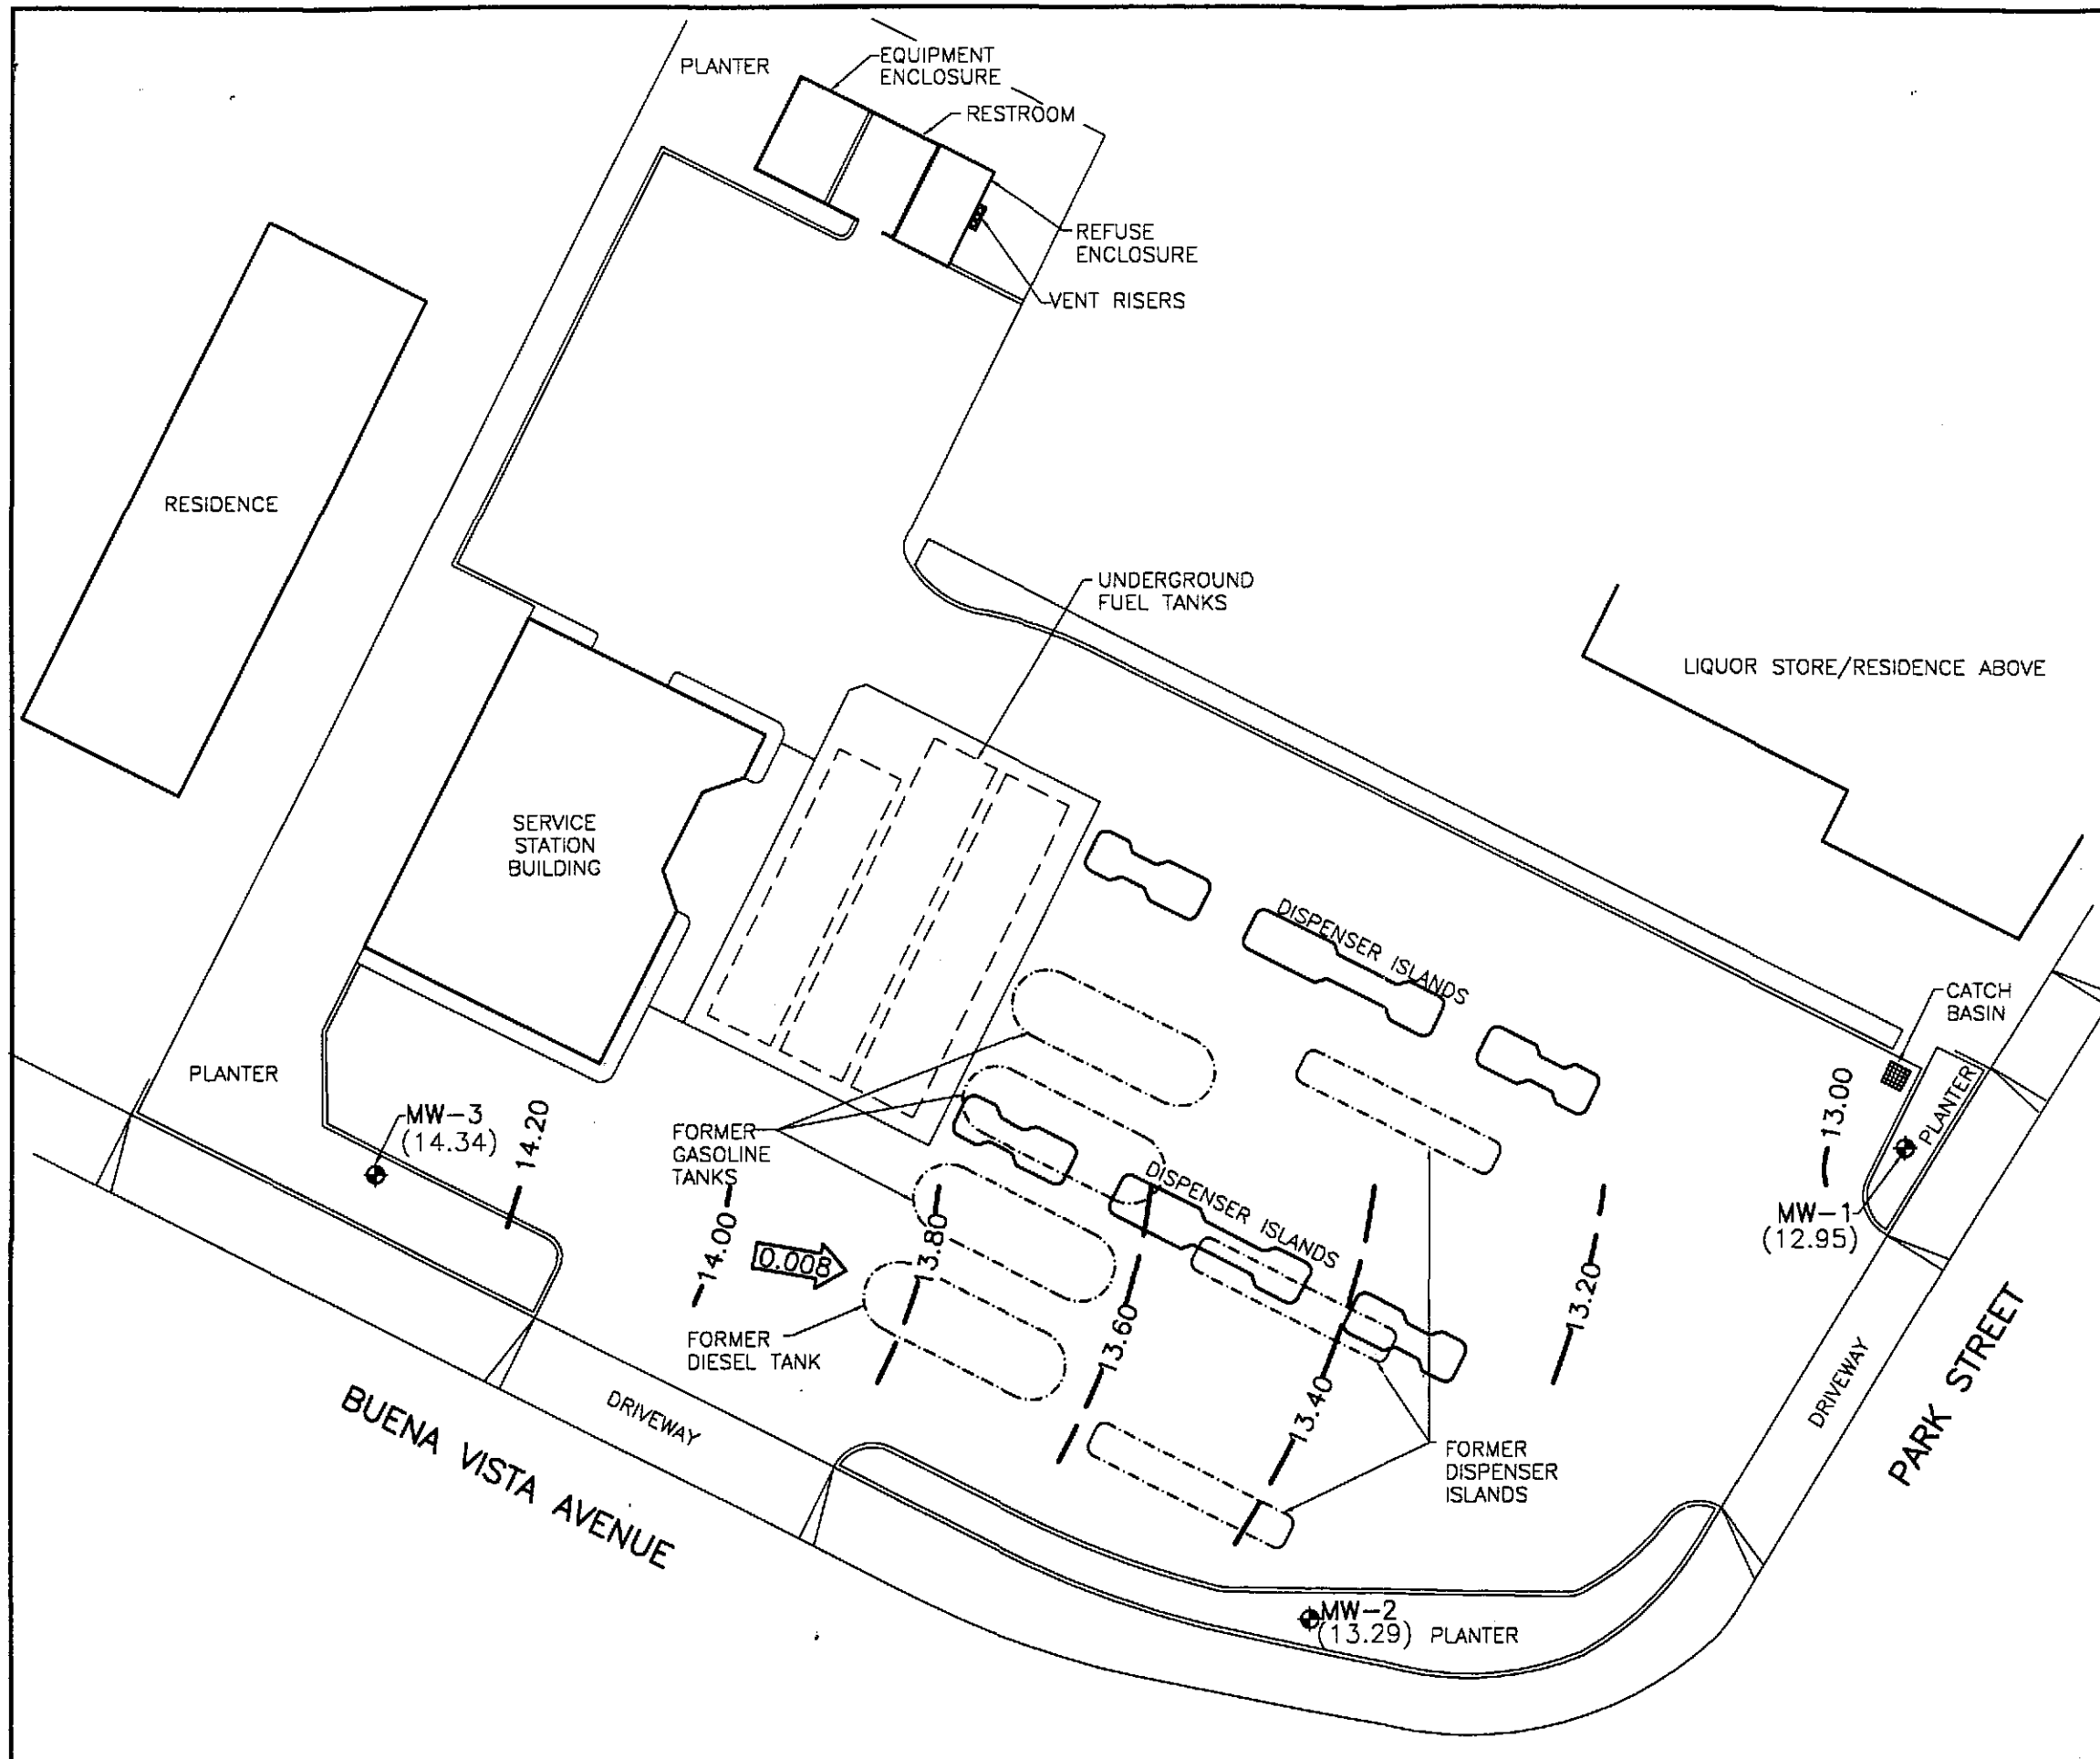 PLANTER
EQUIPMENT
ENCLOSURE
RESTROOM
REFUSE
ENCLOSURE
VENT RISERS
RESIDENCE
UNDERGROUND
FUEL TANKS
LIQUOR STORE/RESIDENCE ABOVE
SERVICE
STATION
BUILDING
DISPENSER ISLANDS
CATCH
BASIN
PLANTER
PLANTER
MW-3
(14.34)
14.20
FORMER
GASOLINE
TANKS
13.00
MW-1
(12.95)
DISPENSER ISLANDS
14.00
0.008
13.80
13.60
13.40
13.20
FORMER
DIESEL TANK
DRIVEWAY
DRIVEWAY
PARK STREET
BUENA VISTA AVENUE
FORMER
DISPENSER
ISLANDS
MW-2
(13.29) PLANTER